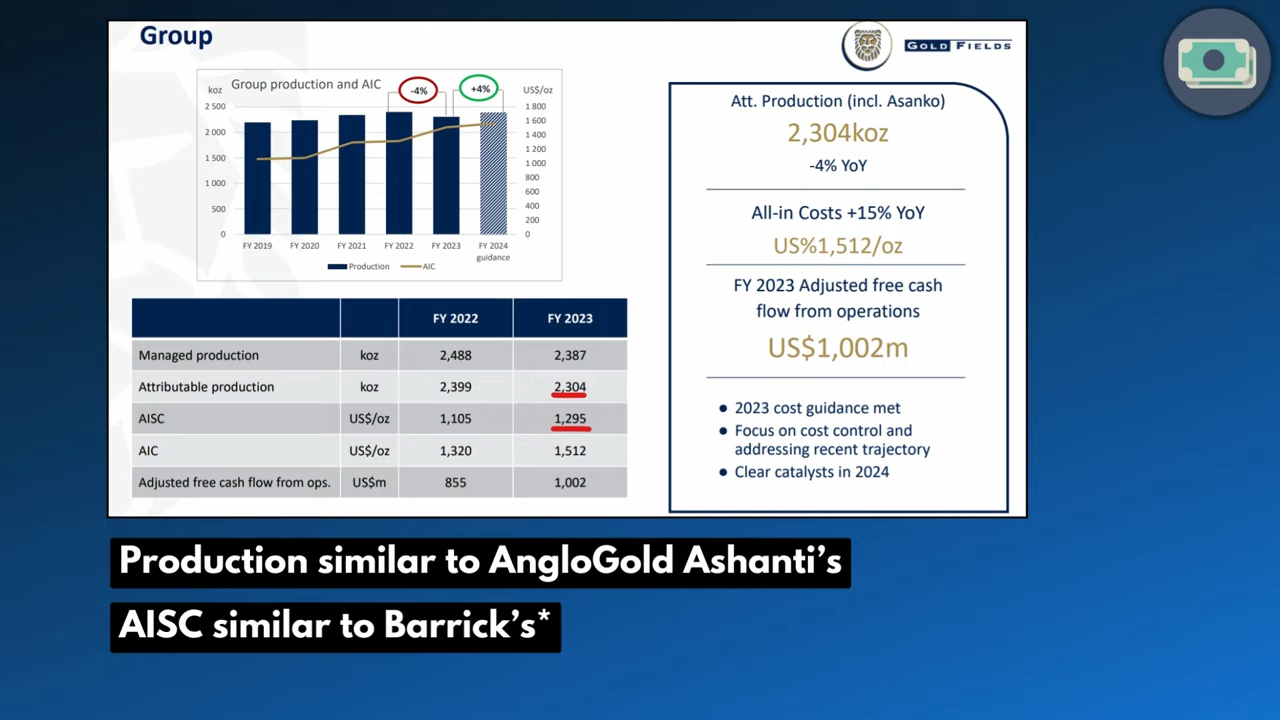 Group
GOLD FIELDS
Group production and AIC
koz
US$/oz
-4%
+4%
2 500
2 000
1 500
1 000
500
0
1 800
1 600
1 400
1 200
1 000
800
600
400
200
0
FY 2019 FY 2020 FY 2021 FY 2022 FY 2023 FY 2024
guidance
Production AIC
FY 2022 FY 2023
Managed production koz 2,488 2,387
Attributable production koz 2,399 2,304
AISC US$/oz 1,105 1,295
AIC US$/oz 1,320 1,512
Adjusted free cash flow from ops. US$m 855 1,002
Att. Production (incl. Asanko)
2,304koz
-4% YoY
All-in Costs +15% YoY
US%1,512/oz
FY 2023 Adjusted free cash
flow from operations
US$1,002m
● 2023 cost guidance met
● Focus on cost control and
addressing recent trajectory
● Clear catalysts in 2024
Production similar to AngloGold Ashanti’s
AISC similar to Barrick’s*